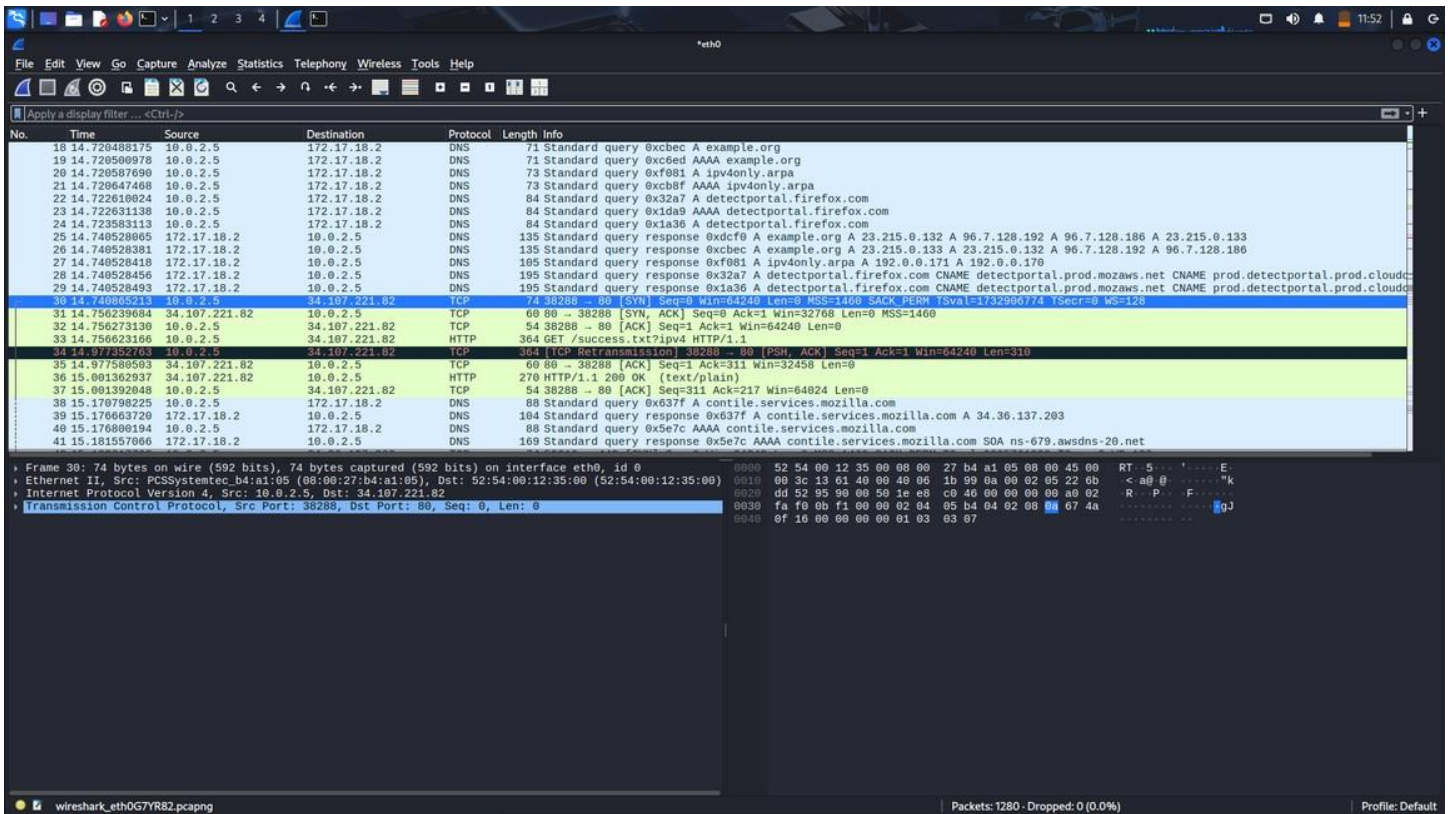 1 2 3 4 11:52
*eth0
File Edit View Go Capture Analyze Statistics Telephony Wireless Tools Help
Apply a display filter ... <Ctrl-/>
No. Time Source Destination Protocol Length Info
18 14.720488175 10.0.2.5 172.17.18.2 DNS 71 Standard query 0xcbec A example.org
19 14.720500978 10.0.2.5 172.17.18.2 DNS 71 Standard query 0xc6ed AAAA example.org
20 14.720587690 10.0.2.5 172.17.18.2 DNS 73 Standard query 0xf081 A ipv4only.arpa
21 14.720647468 10.0.2.5 172.17.18.2 DNS 73 Standard query 0xcb8f AAAA ipv4only.arpa
22 14.722610024 10.0.2.5 172.17.18.2 DNS 84 Standard query 0x32a7 A detectportal.firefox.com
23 14.722631138 10.0.2.5 172.17.18.2 DNS 84 Standard query 0x1da9 AAAA detectportal.firefox.com
24 14.723583113 10.0.2.5 172.17.18.2 DNS 84 Standard query 0x1a36 A detectportal.firefox.com
25 14.740528065 172.17.18.2 10.0.2.5 DNS 135 Standard query response 0xdcf0 A example.org A 23.215.0.132 A 96.7.128.192 A 96.7.128.186 A 23.215.0.133
26 14.740528381 172.17.18.2 10.0.2.5 DNS 135 Standard query response 0xcbec A example.org A 23.215.0.133 A 23.215.0.132 A 96.7.128.192 A 96.7.128.186
27 14.740528418 172.17.18.2 10.0.2.5 DNS 105 Standard query response 0xf081 A ipv4only.arpa A 192.0.0.171 A 192.0.0.170
28 14.740528456 172.17.18.2 10.0.2.5 DNS 195 Standard query response 0x32a7 A detectportal.firefox.com CNAME detectportal.prod.mozaws.net CNAME prod.detectportal.prod.cloudo
29 14.740528493 172.17.18.2 10.0.2.5 DNS 195 Standard query response 0x1a36 A detectportal.firefox.com CNAME detectportal.prod.mozaws.net CNAME prod.detectportal.prod.cloudo
30 14.740865213 10.0.2.5 34.107.221.82 TCP 74 38288 → 80 [SYN] Seq=0 Win=64240 Len=0 MSS=1460 SACK_PERM TSval=1732906774 TSecr=0 WS=128
31 14.756239684 34.107.221.82 10.0.2.5 TCP 60 80 → 38288 [SYN, ACK] Seq=0 Ack=1 Win=32768 Len=0 MSS=1460
32 14.756273130 10.0.2.5 34.107.221.82 TCP 54 38288 → 80 [ACK] Seq=1 Ack=1 Win=64240 Len=0
33 14.756623166 10.0.2.5 34.107.221.82 HTTP 364 GET /success.txt?ipv4 HTTP/1.1
34 14.977352763 10.0.2.5 34.107.221.82 TCP 364 [TCP Retransmission] 38288 → 80 [PSH, ACK] Seq=1 Ack=1 Win=64240 Len=310
35 14.977580503 34.107.221.82 10.0.2.5 TCP 60 80 → 38288 [ACK] Seq=1 Ack=311 Win=32458 Len=0
36 15.001362937 34.107.221.82 10.0.2.5 HTTP 270 HTTP/1.1 200 OK (text/plain)
37 15.001392048 10.0.2.5 34.107.221.82 TCP 54 38288 → 80 [ACK] Seq=311 Ack=217 Win=64024 Len=0
38 15.170798225 10.0.2.5 172.17.18.2 DNS 88 Standard query 0x637f A contile.services.mozilla.com
39 15.176663720 172.17.18.2 10.0.2.5 DNS 104 Standard query response 0x637f A contile.services.mozilla.com A 34.36.137.203
40 15.176800194 10.0.2.5 172.17.18.2 DNS 88 Standard query 0x5e7c AAAA contile.services.mozilla.com
41 15.181557066 172.17.18.2 10.0.2.5 DNS 169 Standard query response 0x5e7c AAAA contile.services.mozilla.com SOA ns-679.awsdns-20.net
Frame 30: 74 bytes on wire (592 bits), 74 bytes captured (592 bits) on interface eth0, id 0
Ethernet II, Src: PCSSystemtec_b4:a1:05 (08:00:27:b4:a1:05), Dst: 52:54:00:12:35:00 (52:54:00:12:35:00)
Internet Protocol Version 4, Src: 10.0.2.5, Dst: 34.107.221.82
Transmission Control Protocol, Src Port: 38288, Dst Port: 80, Seq: 0, Len: 0
0000 52 54 00 12 35 00 08 00 27 b4 a1 05 08 00 45 00 RT··5···'·····E·
0010 00 3c 13 61 40 00 40 06 1b 99 0a 00 02 05 22 6b ·<·a@·@·······"k
0020 dd 52 95 90 00 50 1e e8 c0 46 00 00 00 00 a0 02 ·R···P···F······
0030 fa f0 0b f1 00 00 02 04 05 b4 04 02 08 0a 67 4a ··············gJ
0040 0f 16 00 00 00 00 01 03 03 07 ··········
wireshark_eth0G7YR82.pcapng
Packets: 1280 · Dropped: 0 (0.0%)
Profile: Default